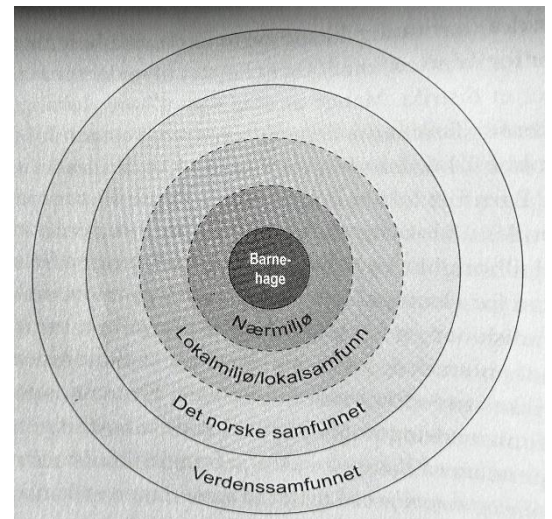 Barne-
hage
Nærmiljø
Lokalmiljø/lokalsamfunn
Det norske samfunnet
Verdenssamfunnet